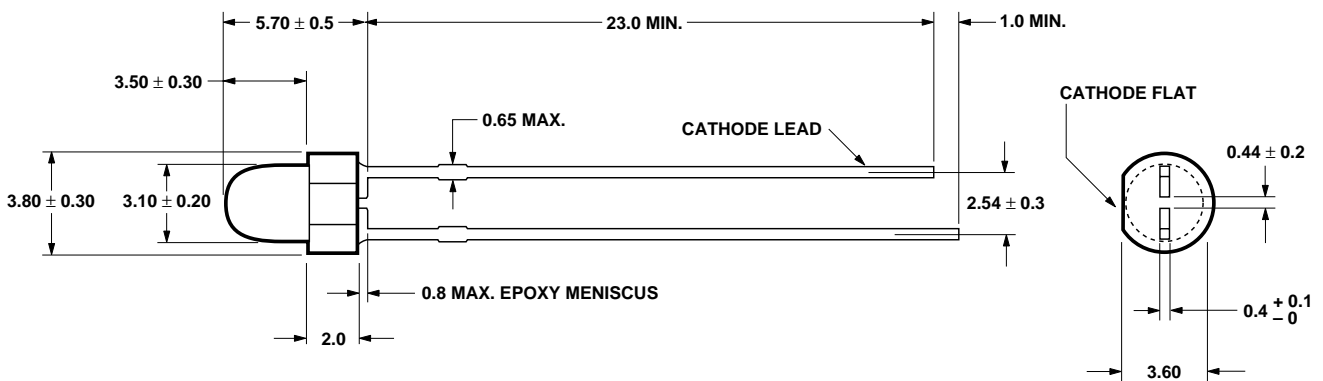 5.70 ± 0.5
23.0 MIN.
1.0 MIN.
3.50 ± 0.30
CATHODE FLAT
0.65 MAX.
CATHODE LEAD
0.44 ± 0.2
3.80 ± 0.30
3.10 ± 0.20
2.54 ± 0.3
0.8 MAX. EPOXY MENISCUS
0.4 + 0.1
– 0
2.0
3.60